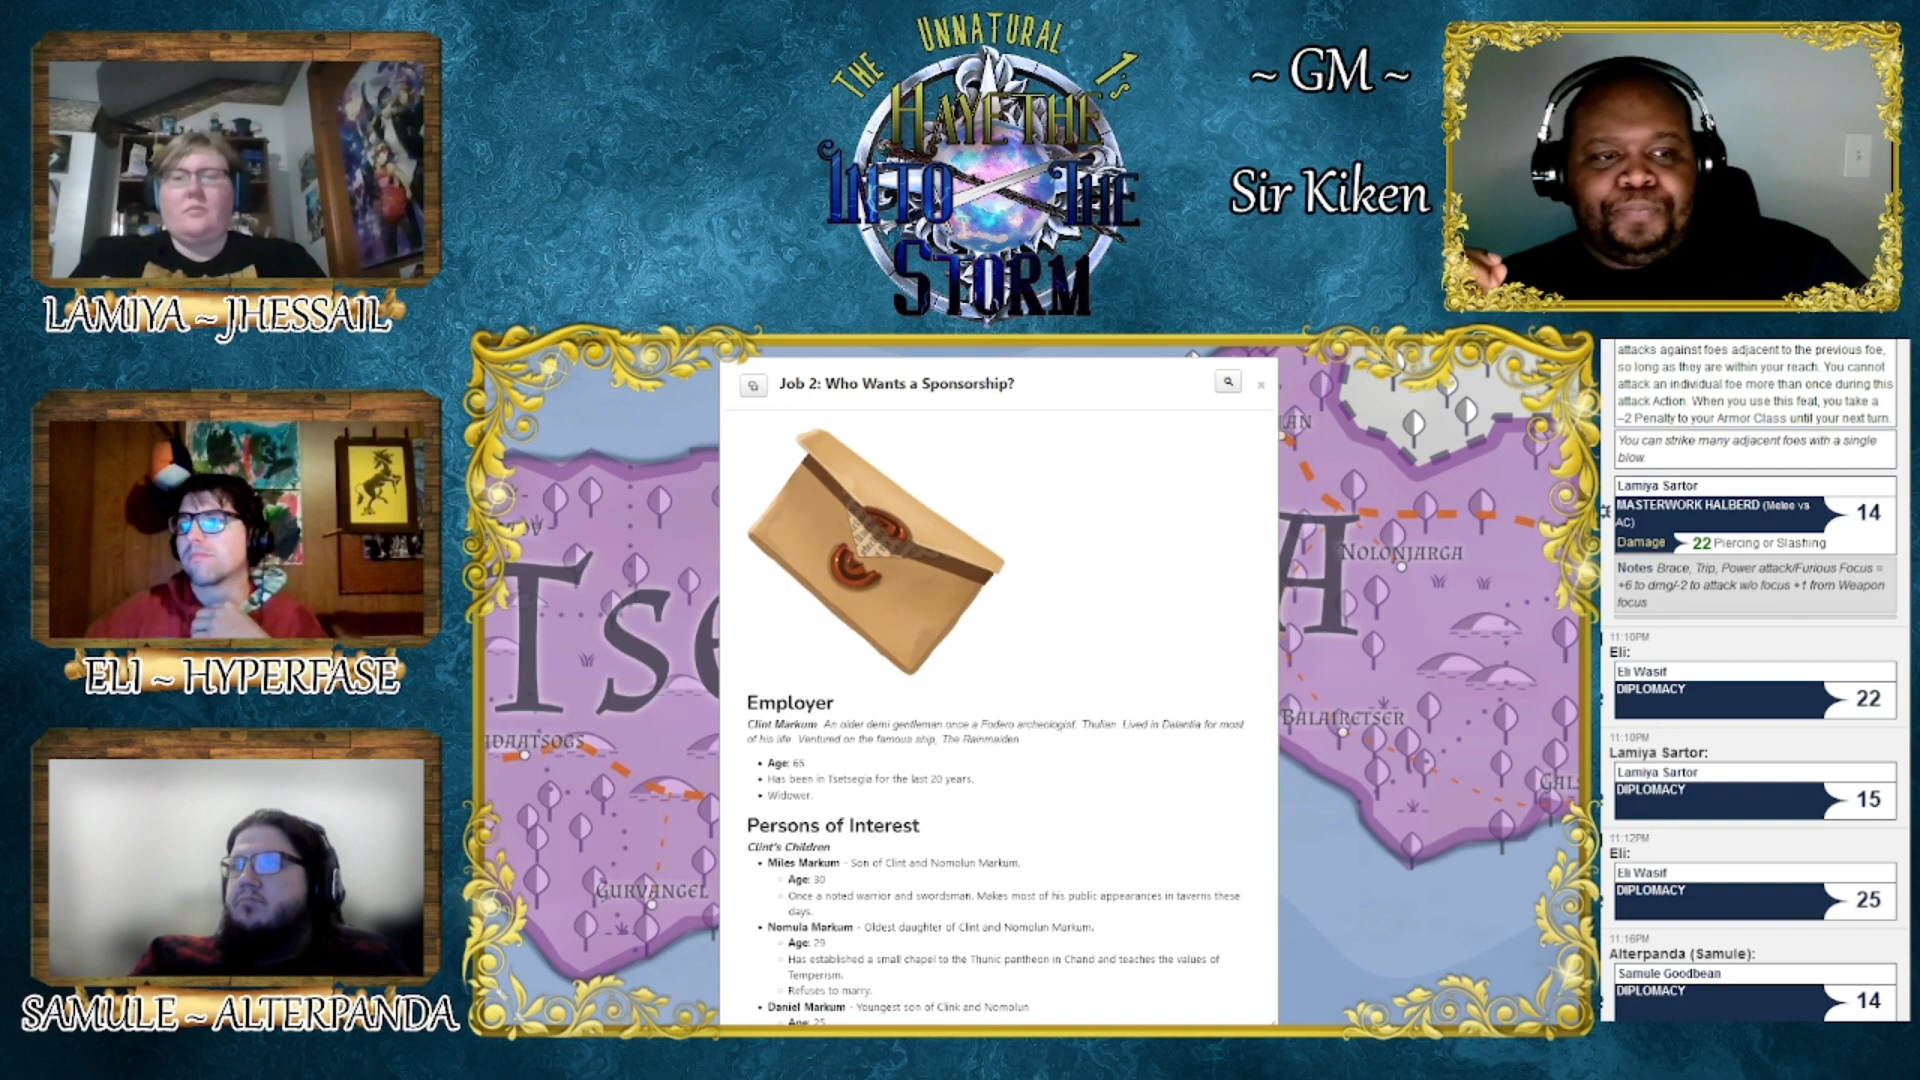 THE UNNATURAL 1's
HAYETHE
INTO THE
STORM
~ GM ~
Sir Kiken
LAMIYA ~ JHESSAIL
ELI ~ HYPERFASE
SAMULE ~ ALTERPANDA
Job 2: Who Wants a Sponsorship?
Employer
Clint Markum. An older demi gentleman once a Fodero archeologist. Thulian. Lived in Dalantia for most
of his life. Ventured on the famous ship, The Rainmaiden.
• Age: 65
• Has been in Tsetsegia for the last 20 years.
• Widower.
Persons of Interest
Clint's Children
• Miles Markum - Son of Clint and Nomolun Markum.
Age: 30
Once a noted warrior and swordsman. Makes most of his public appearances in taverns these
days.
• Nomula Markum - Oldest daughter of Clint and Nomolun Markum.
Age: 29
Has established a small chapel to the Thunic pantheon in Chand and teaches the values of
Temperism.
Refuses to marry.
• Daniel Markum - Youngest son of Clink and Nomolun
Age: 25
TSE
A
IDAATSOGS
GURVANGEL
NOLONJARGA
BALAIRETSER
attacks against foes adjacent to the previous foe,
so long as they are within your reach. You cannot
attack an individual foe more than once during this
attack Action. When you use this feat, you take a
–2 Penalty to your Armor Class until your next turn.
You can strike many adjacent foes with a single
blow.
Lamiya Sartor
MASTERWORK HALBERD (Melee vs
AC) 14
Damage 22 Piercing or Slashing
Notes Brace, Trip, Power attack/Furious Focus =
+6 to dmg/-2 to attack w/o focus +1 from Weapon
focus
11:10PM
Eli:
Eli Wasif
DIPLOMACY 22
11:10PM
Lamiya Sartor:
Lamiya Sartor
DIPLOMACY 15
11:12PM
Eli:
Eli Wasif
DIPLOMACY 25
11:16PM
Alterpanda (Samule):
Samule Goodbean
DIPLOMACY 14